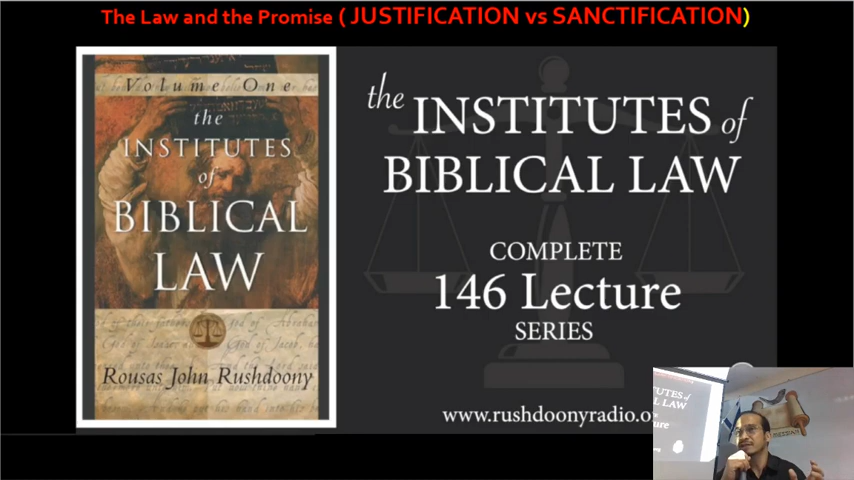 The Law and the Promise ( JUSTIFICATION vs SANCTIFICATION)
Volume One
the
INSTITUTES
of
BIBLICAL
LAW
Rousas John Rushdoony
the INSTITUTES of
BIBLICAL LAW
COMPLETE
146 Lecture
SERIES
www.rushdoonyradio.o